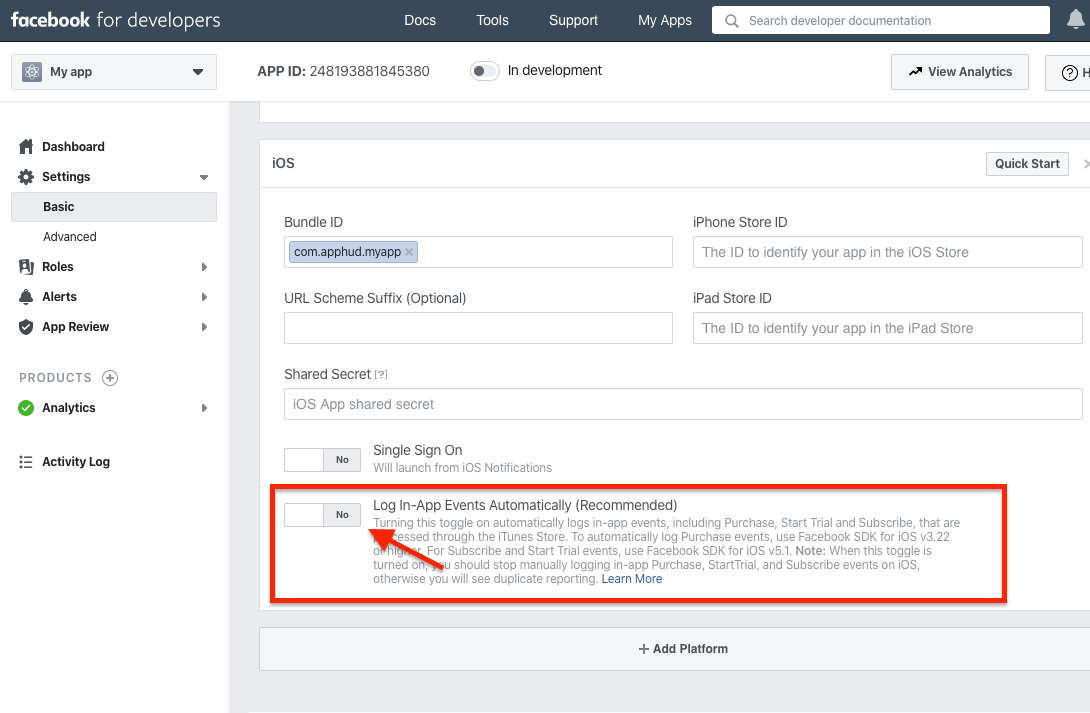 facebook for developers
Docs
Tools
Support
My Apps
Search developer documentation
My app
APP ID: 248193881845380
In development
View Analytics
Dashboard
Settings
Basic
Advanced
Roles
Alerts
App Review
PRODUCTS
Analytics
Activity Log
iOS
Quick Start
Bundle ID
iPhone Store ID
com.apphud.myapp
The ID to identify your app in the iOS Store
URL Scheme Suffix (Optional)
iPad Store ID
The ID to identify your app in the iPad Store
Shared Secret [?]
iOS App shared secret
No
Single Sign On
Will launch from iOS Notifications
No
Log In-App Events Automatically (Recommended)
Turning this toggle on automatically logs in-app events, including Purchase, Start Trial and Subscribe, that are
processed through the iTunes Store. To automatically log Purchase events, use Facebook SDK for iOS v3.22
or higher. For Subscribe and Start Trial events, use Facebook SDK for iOS v5.1. Note: When this toggle is
turned on, you should stop manually logging in-app Purchase, StartTrial, and Subscribe events on iOS,
otherwise you will see duplicate reporting. Learn More
+ Add Platform